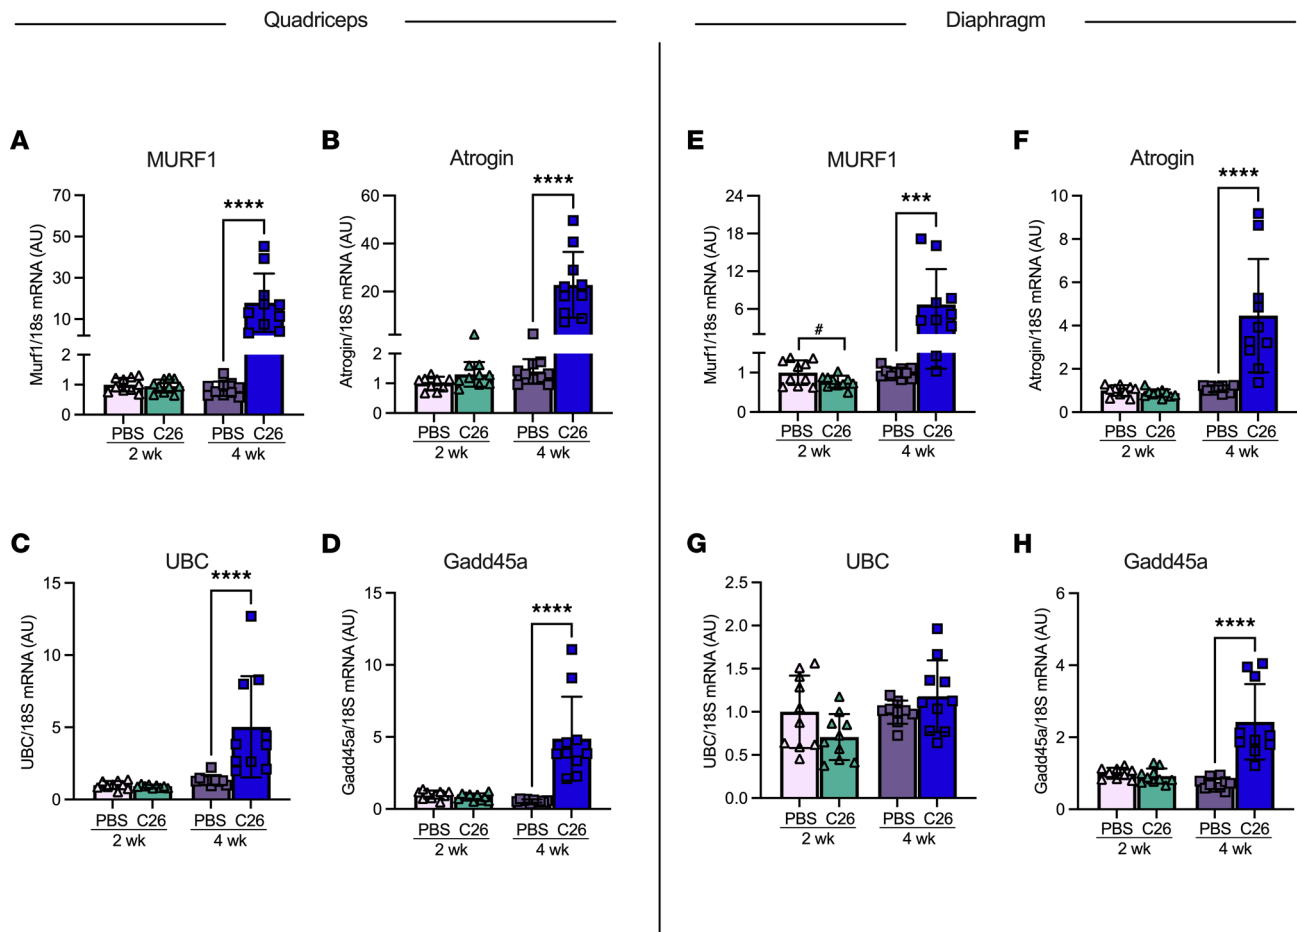 Quadriceps
Diaphragm
A
MURF1
Murf1/18s mRNA (AU)
70
50
30
10
2
1
0
****
PBS C26 PBS C26
2 wk 4 wk
B
Atrogin
Atrogin/18S mRNA (AU)
60
40
20
2
1
0
****
PBS C26 PBS C26
2 wk 4 wk
E
MURF1
Murf1/18s mRNA (AU)
24
18
12
6
1
0
#
***
PBS C26 PBS C26
2 wk 4 wk
F
Atrogin
Atrogin/18S mRNA (AU)
10
8
6
4
2
0
****
PBS C26 PBS C26
2 wk 4 wk
C
UBC
UBC/18S mRNA (AU)
15
10
5
0
****
PBS C26 PBS C26
2 wk 4 wk
D
Gadd45a
Gadd45a/18S mRNA (AU)
15
10
5
0
****
PBS C26 PBS C26
2 wk 4 wk
G
UBC
UBC/18S mRNA (AU)
2.5
2.0
1.5
1.0
0.5
0.0
PBS C26 PBS C26
2 wk 4 wk
H
Gadd45a
Gadd45a/18S mRNA (AU)
6
4
2
0
****
PBS C26 PBS C26
2 wk 4 wk